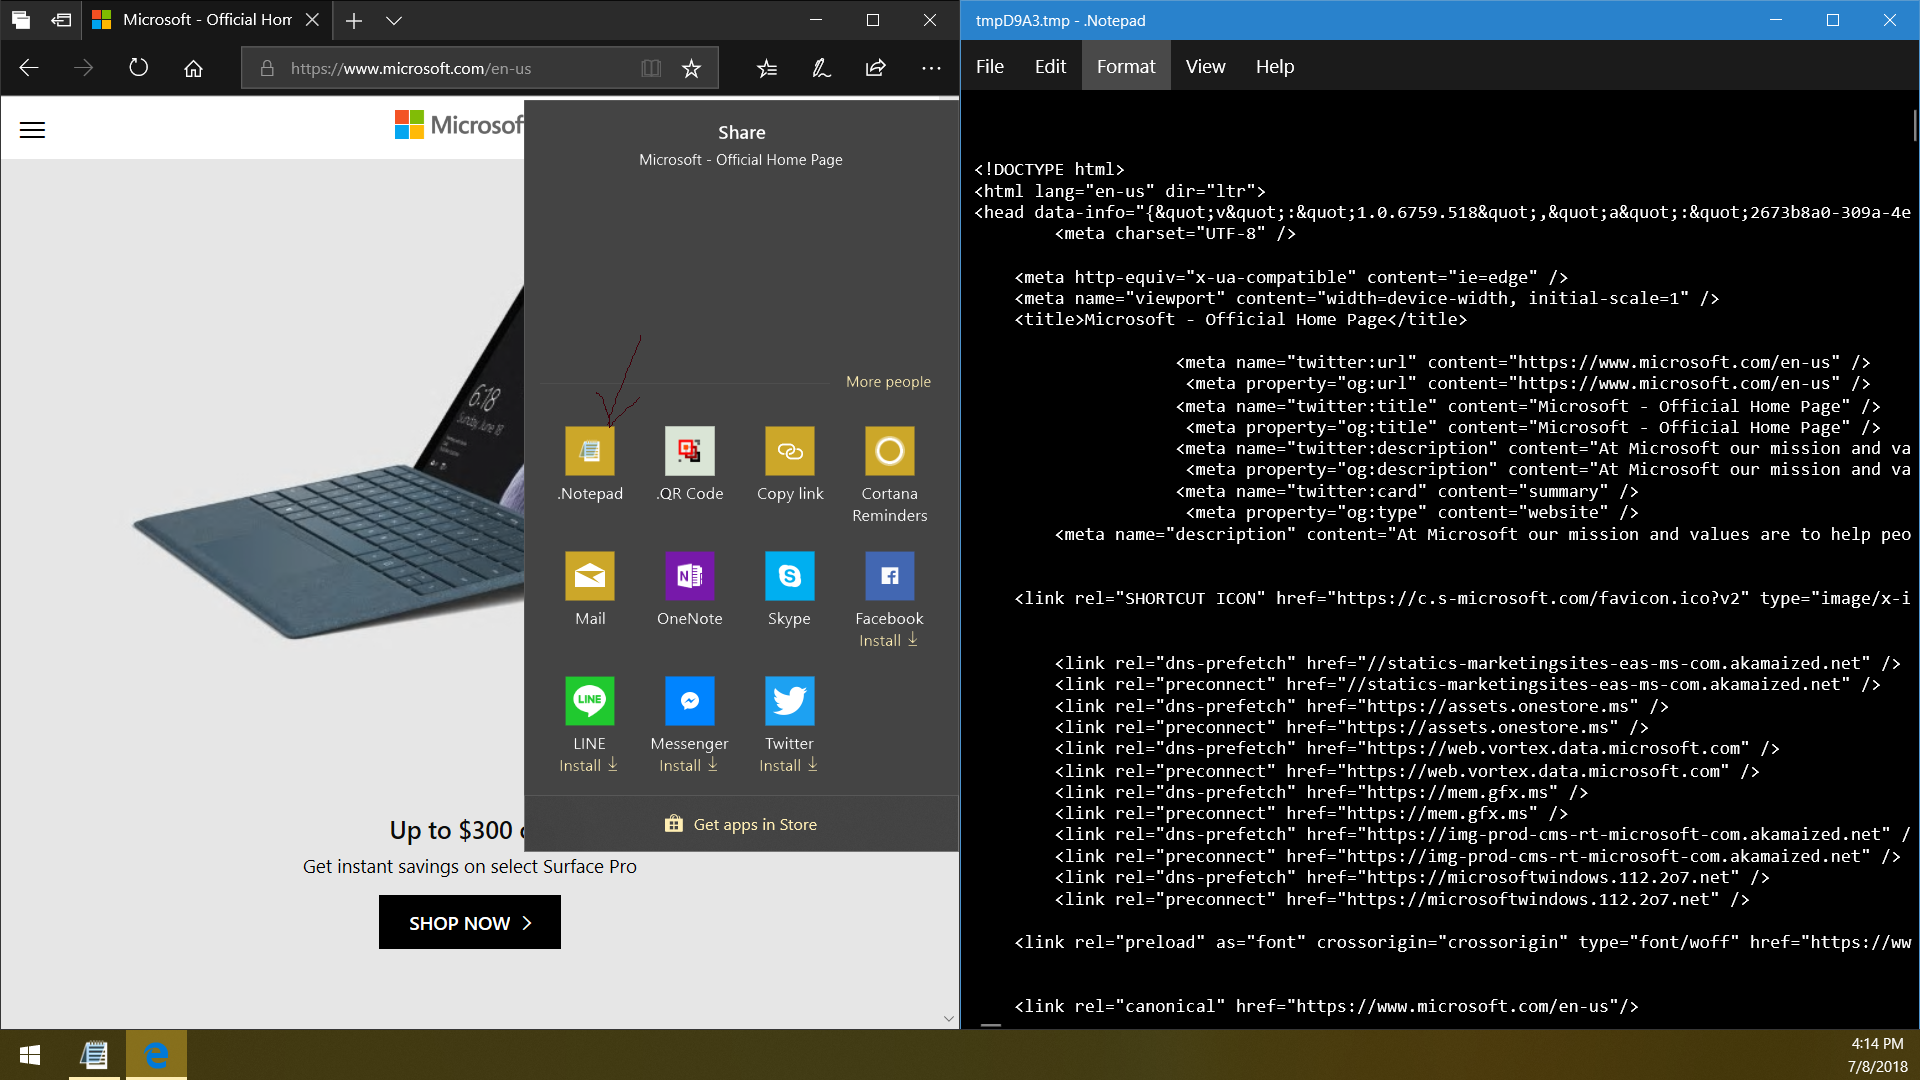 Microsoft - Official Hom
https://www.microsoft.com/en-us
Microsof
6:18
Sunday, June 18
Up to $300
Get instant savings on select Surface Pro
SHOP NOW
Share
Microsoft - Official Home Page
More people
.Notepad
.QR Code
Copy link
Cortana
Reminders
Mail
OneNote
Skype
Facebook
Install
LINE
LINE
Install
Messenger
Install
Twitter
Install
Get apps in Store
tmpD9A3.tmp - .Notepad
File Edit Format View Help
<!DOCTYPE html>
<html lang="en-us" dir="ltr">
<head data-info="{&quot;v&quot;:&quot;1.0.6759.518&quot;,&quot;a&quot;:&quot;2673b8a0-309a-4e
<meta charset="UTF-8" />
<meta http-equiv="x-ua-compatible" content="ie=edge" />
<meta name="viewport" content="width=device-width, initial-scale=1" />
<title>Microsoft - Official Home Page</title>
<meta name="twitter:url" content="https://www.microsoft.com/en-us" />
<meta property="og:url" content="https://www.microsoft.com/en-us" />
<meta name="twitter:title" content="Microsoft - Official Home Page" />
<meta property="og:title" content="Microsoft - Official Home Page" />
<meta name="twitter:description" content="At Microsoft our mission and va
<meta property="og:description" content="At Microsoft our mission and va
<meta name="twitter:card" content="summary" />
<meta property="og:type" content="website" />
<meta name="description" content="At Microsoft our mission and values are to help peo
<link rel="SHORTCUT ICON" href="https://c.s-microsoft.com/favicon.ico?v2" type="image/x-i
<link rel="dns-prefetch" href="//statics-marketingsites-eas-ms-com.akamaized.net" />
<link rel="preconnect" href="//statics-marketingsites-eas-ms-com.akamaized.net" />
<link rel="dns-prefetch" href="https://assets.onestore.ms" />
<link rel="preconnect" href="https://assets.onestore.ms" />
<link rel="dns-prefetch" href="https://web.vortex.data.microsoft.com" />
<link rel="preconnect" href="https://web.vortex.data.microsoft.com" />
<link rel="dns-prefetch" href="https://mem.gfx.ms" />
<link rel="preconnect" href="https://mem.gfx.ms" />
<link rel="dns-prefetch" href="https://img-prod-cms-rt-microsoft-com.akamaized.net" /
<link rel="preconnect" href="https://img-prod-cms-rt-microsoft-com.akamaized.net" />
<link rel="dns-prefetch" href="https://microsoftwindows.112.2o7.net" />
<link rel="preconnect" href="https://microsoftwindows.112.2o7.net" />
<link rel="preload" as="font" crossorigin="crossorigin" type="font/woff" href="https://ww
<link rel="canonical" href="https://www.microsoft.com/en-us"/>
4:14 PM
7/8/2018